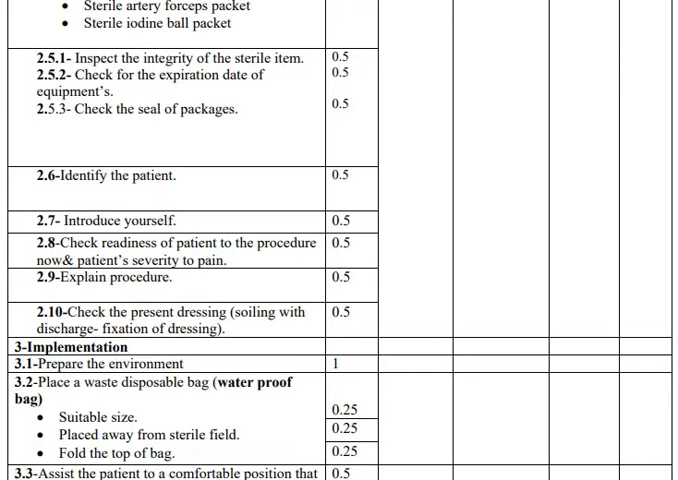 • Sterile artery forceps packet
• Sterile iodine ball packet
2.5.1- Inspect the integrity of the sterile item. 0.5
2.5.2- Check for the expiration date of 0.5
equipment’s.
2.5.3- Check the seal of packages. 0.5
2.6-Identify the patient. 0.5
2.7- Introduce yourself. 0.5
2.8-Check readiness of patient to the procedure 0.5
now& patient’s severity to pain.
2.9-Explain procedure. 0.5
2.10-Check the present dressing (soiling with 0.5
discharge- fixation of dressing).
3-Implementation
3.1-Prepare the environment 1
3.2-Place a waste disposable bag (water proof
bag)
• Suitable size. 0.25
• Placed away from sterile field. 0.25
• Fold the top of bag. 0.25
3.3-Assist the patient to a comfortable position that 0.5